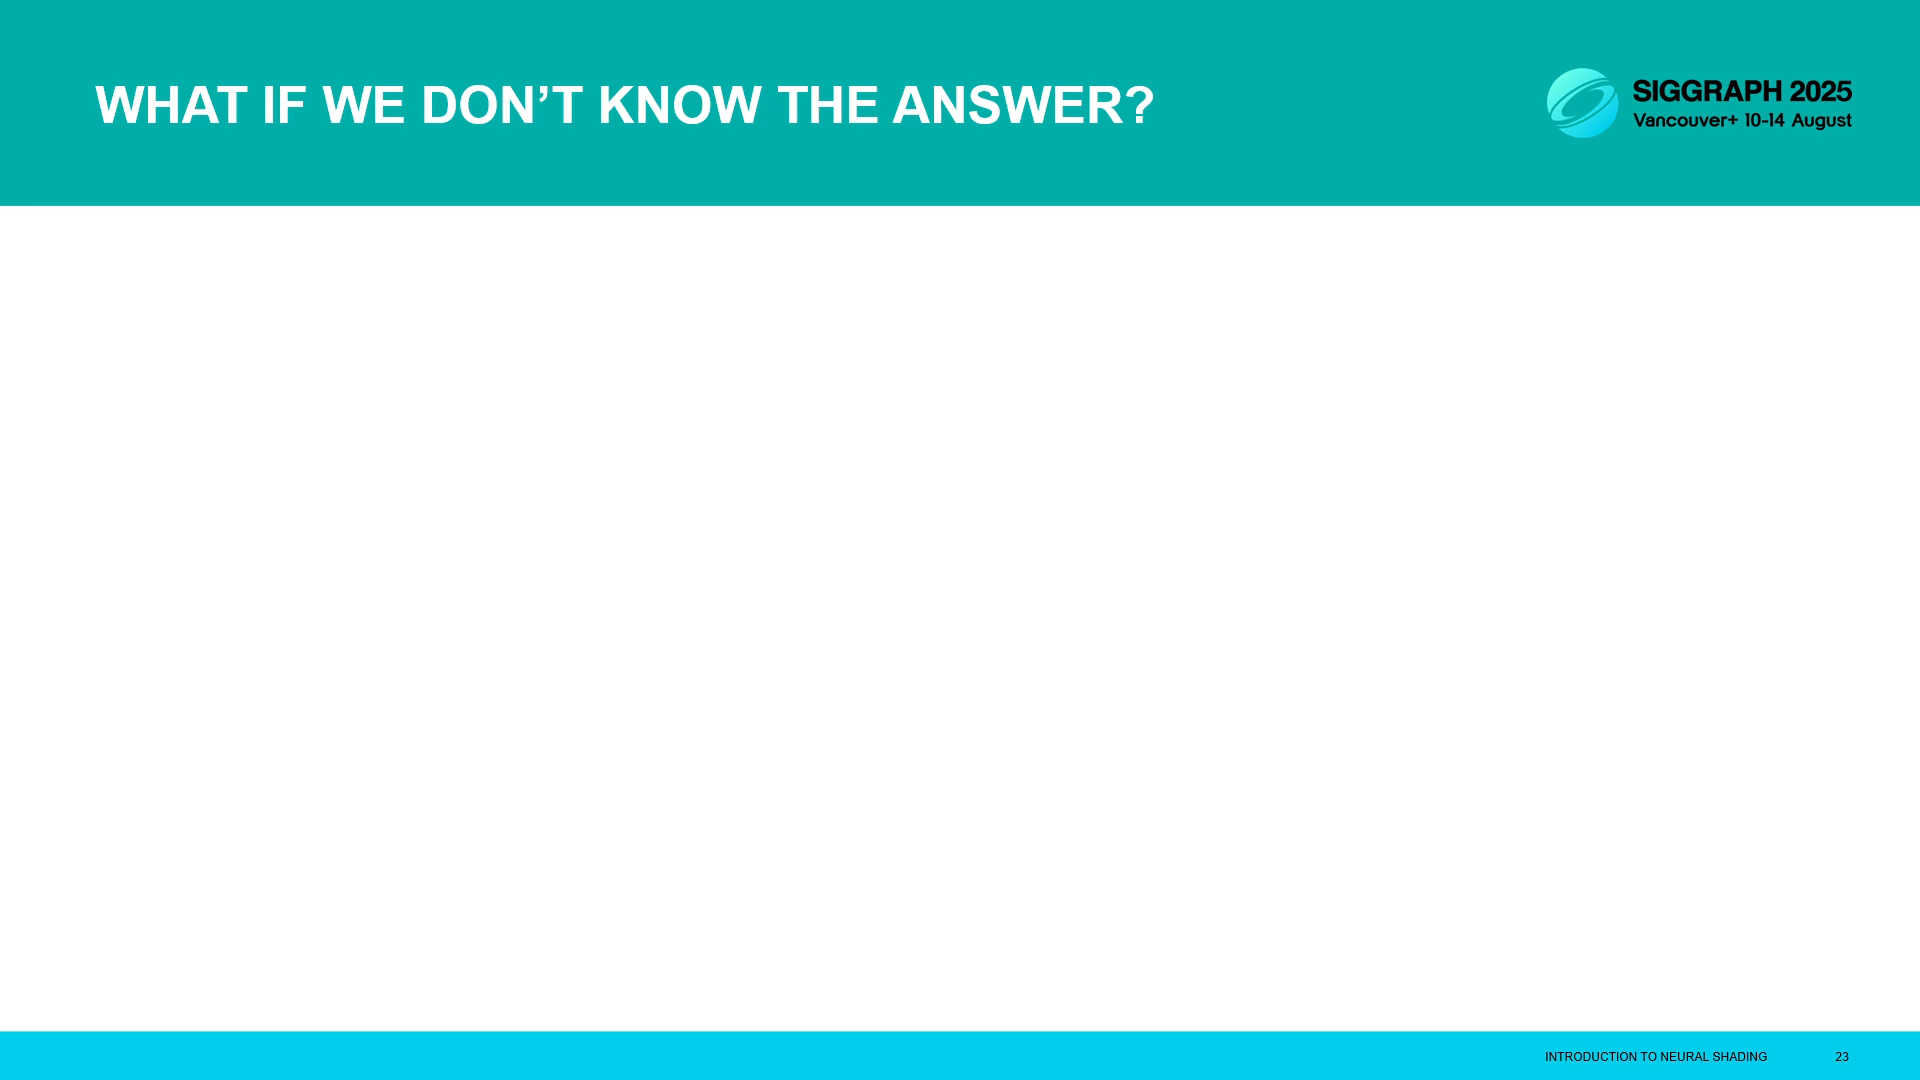 WHAT IF WE DON’T KNOW THE ANSWER?
SIGGRAPH 2025
Vancouver+ 10-14 August
INTRODUCTION TO NEURAL SHADING
23